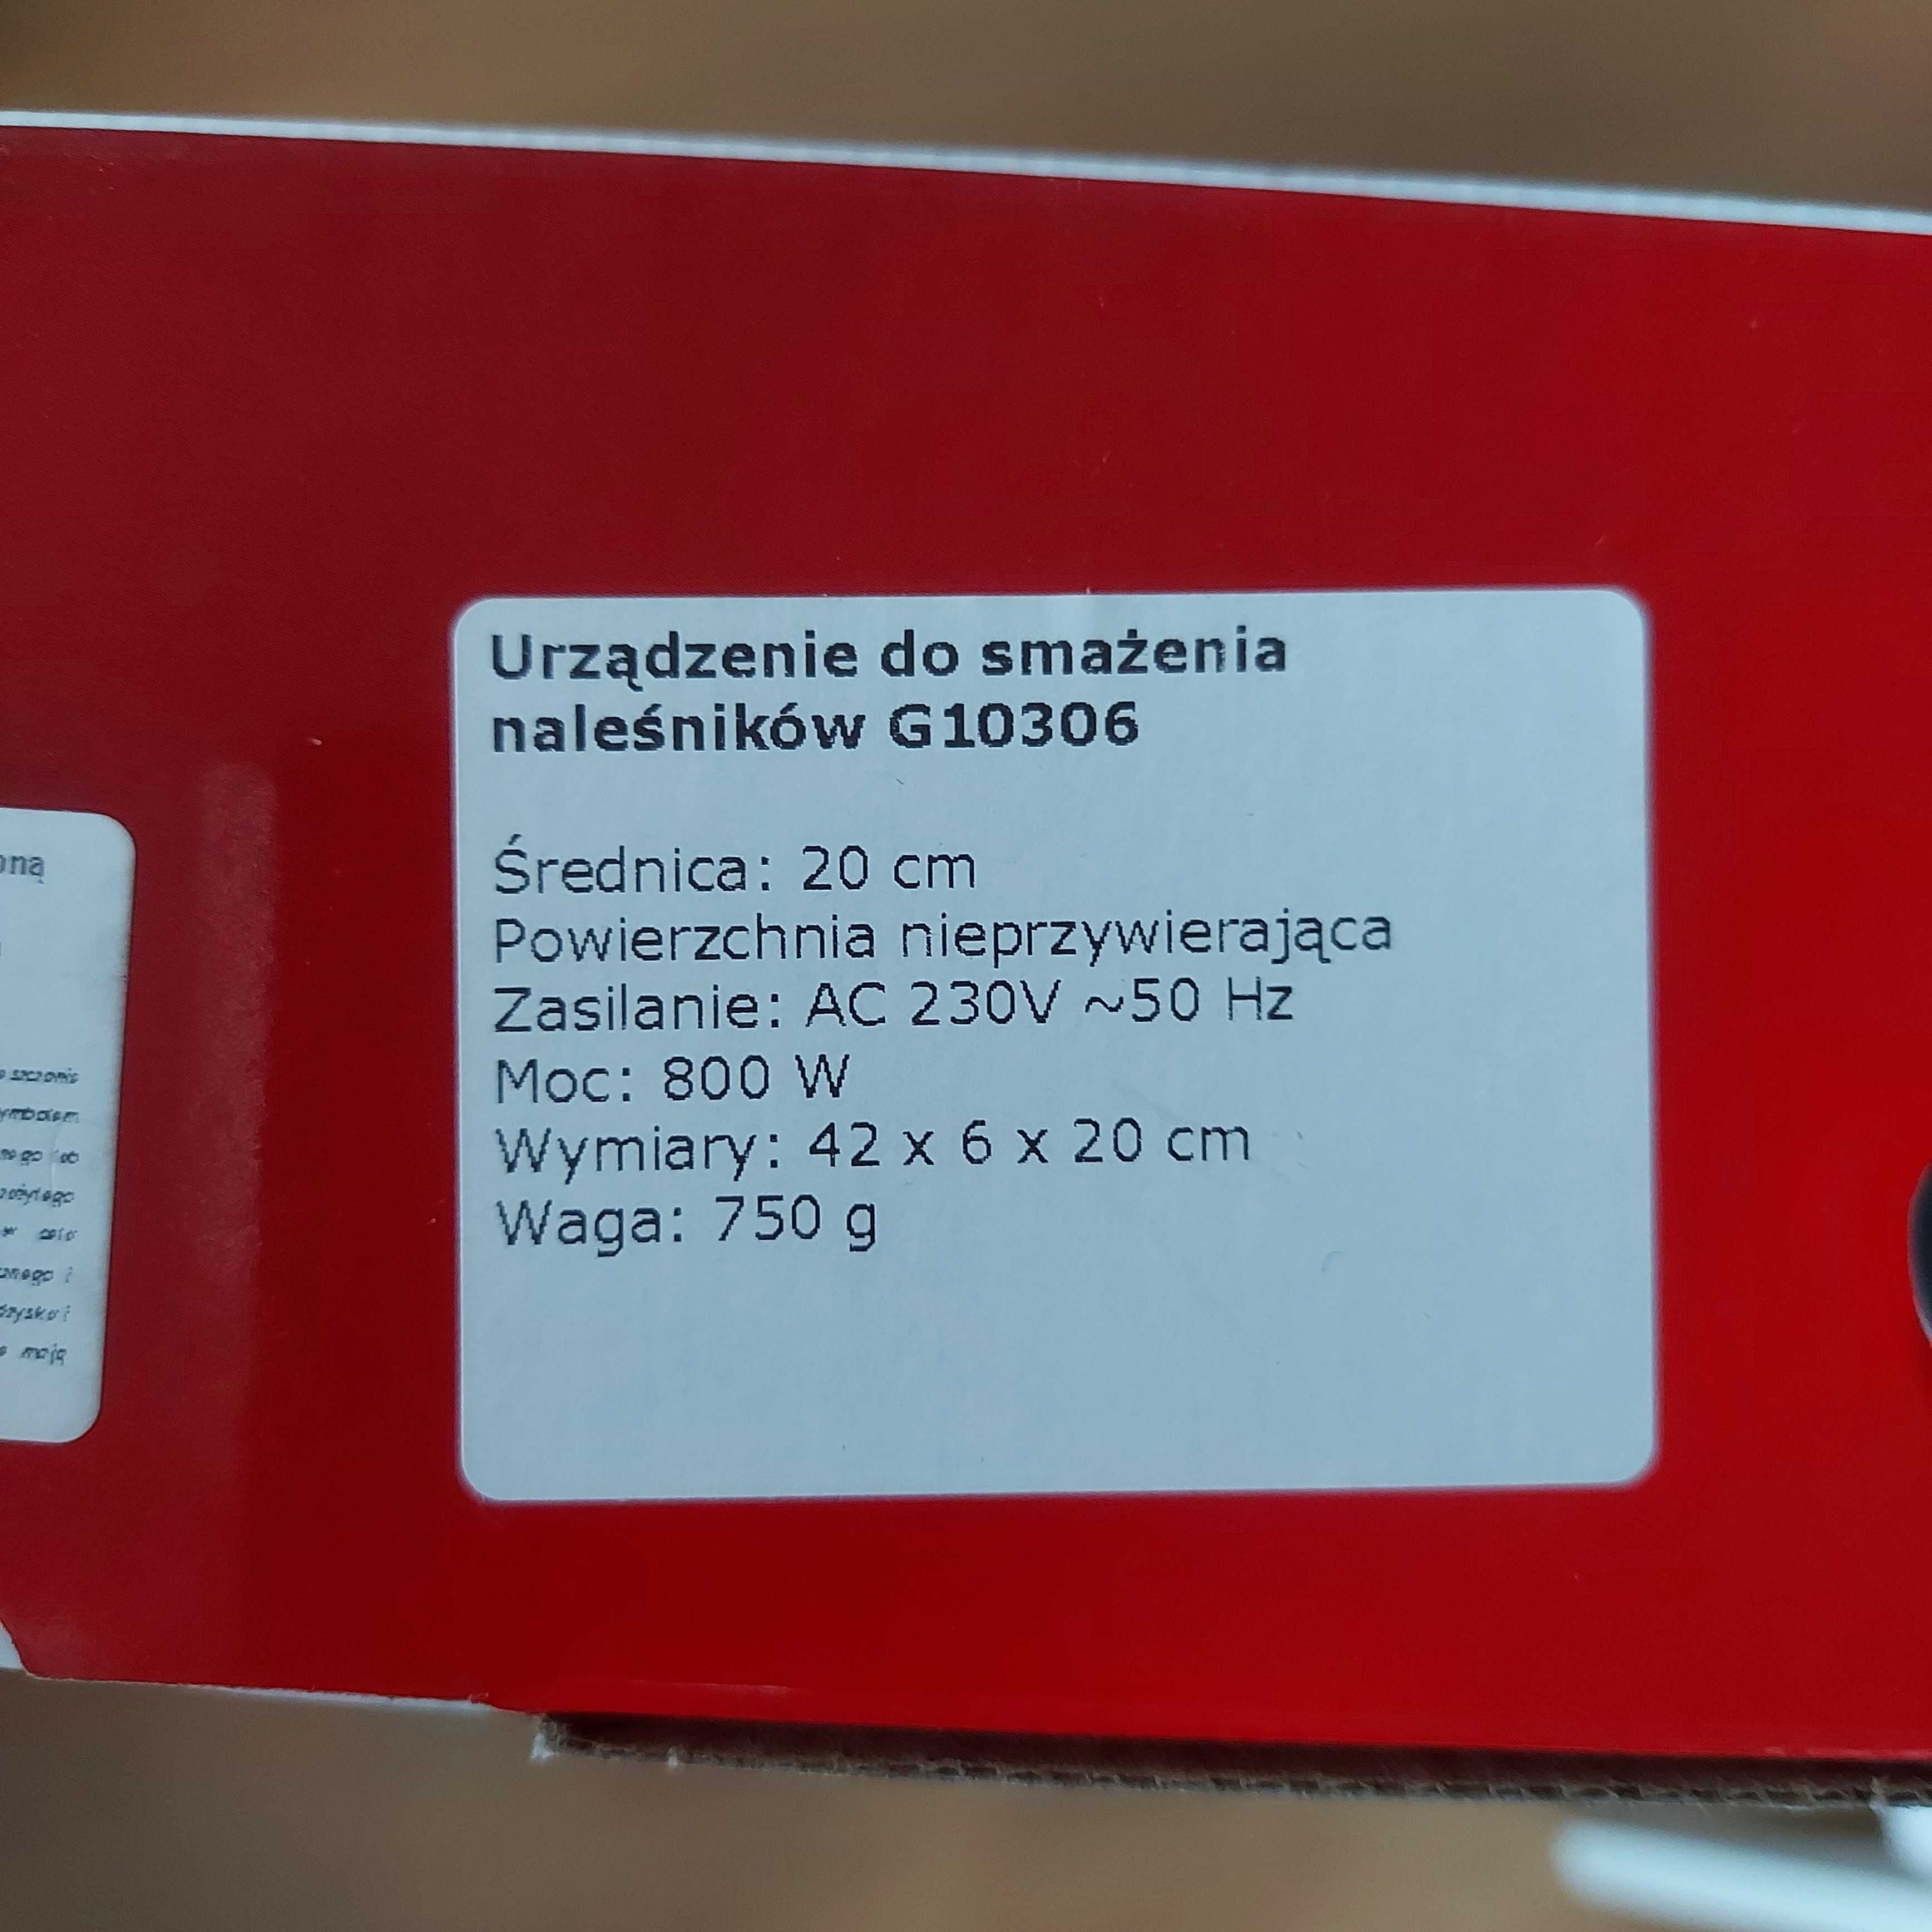 Urządzenie do smażenia
naleśników G10306
Średnica: 20 cm
Powierzchnia nieprzywierająca
Zasilanie: AC 230V ~50 Hz
Moc: 800 W
Wymiary: 42 x 6 x 20 cm
Waga: 750 g
mają